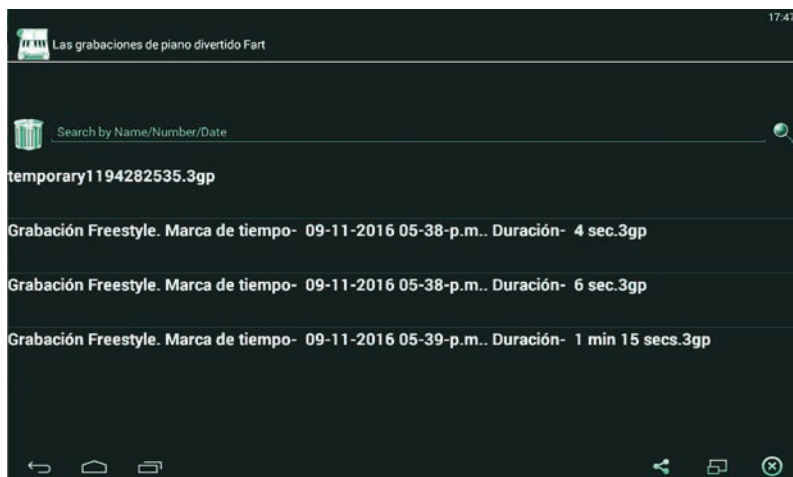 17:47
Las grabaciones de piano divertido Fart
Search by Name/Number/Date
temporary1194282535.3gp
Grabación Freestyle. Marca de tiempo- 09-11-2016 05-38-p.m.. Duración- 4 sec.3gp
Grabación Freestyle. Marca de tiempo- 09-11-2016 05-38-p.m.. Duración- 6 sec.3gp
Grabación Freestyle. Marca de tiempo- 09-11-2016 05-39-p.m.. Duración- 1 min 15 secs.3gp